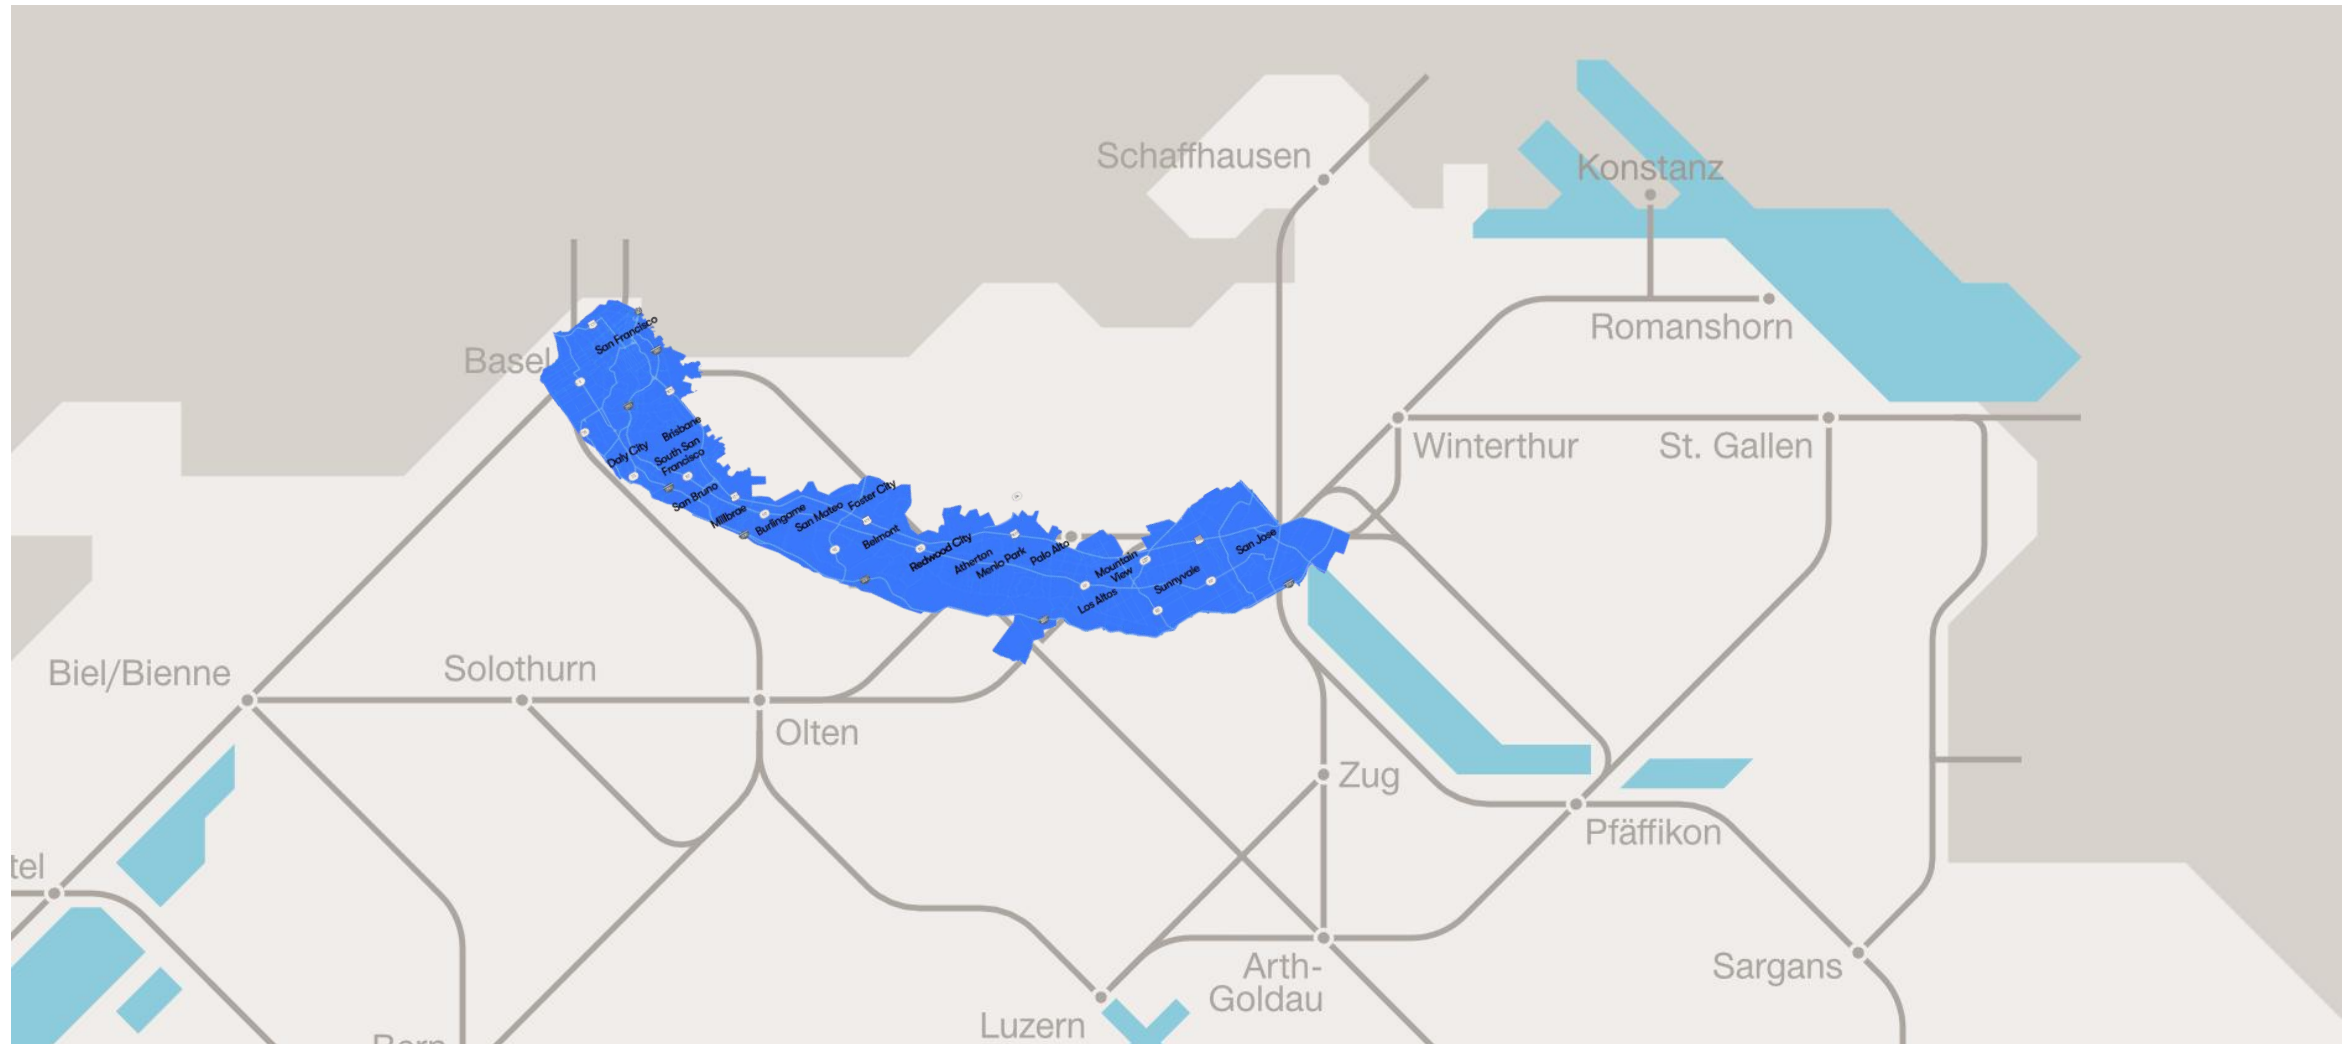 Schaffhausen
Konstanz
Romanshorn
Basel
San Francisco
Winterthur
St. Gallen
Brisbane
Daly City
South San
Francisco
San Bruno
Millbrae
Burlingame
San Mateo
Foster City
Belmont
Redwood City
Atherton
Menlo Park
Palo Alto
Mountain
View
Los Altos
Sunnyvale
San Jose
Biel/Bienne
Solothurn
Olten
Zug
Pfäffikon
tel
Arth-
Goldau
Sargans
Luzern
Bern